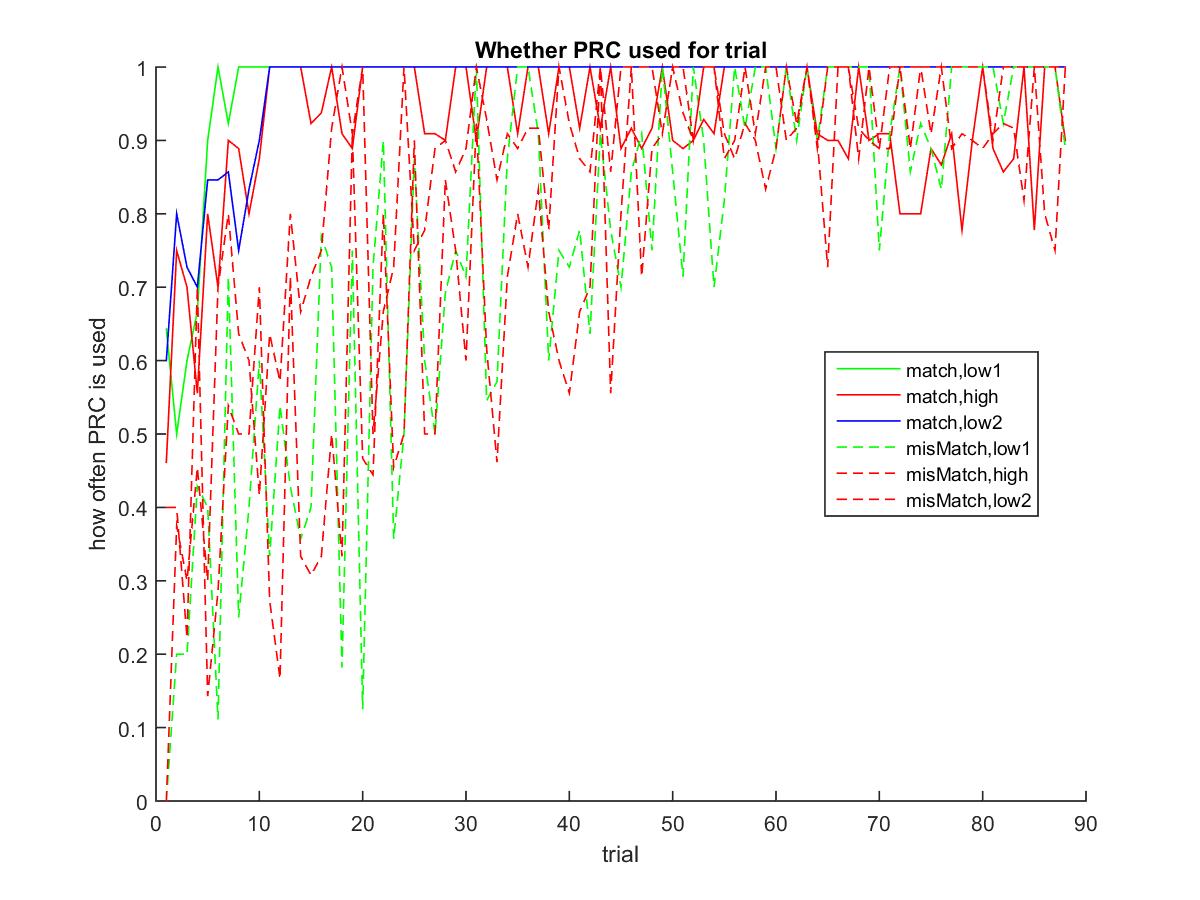 Whether PRC used for trial
how often PRC is used
1
0.9
0.8
0.7
0.6
0.5
0.4
0.3
0.2
0.1
0
0 10 20 30 40 50 60 70 80 90
trial
match,low1
match,high
match,low2
misMatch,low1
misMatch,high
misMatch,low2